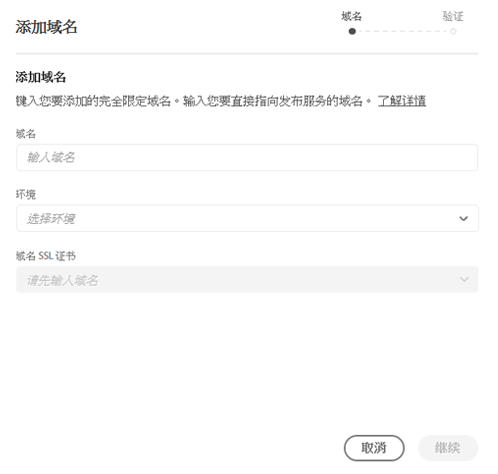 添加域名
域名
验证
添加域名
键入您要添加的完全限定域名。输入您要直接指向发布服务的域名。 了解详情
域名
输入域名
环境
选择环境
域名 SSL 证书
请先输入域名
取消
继续